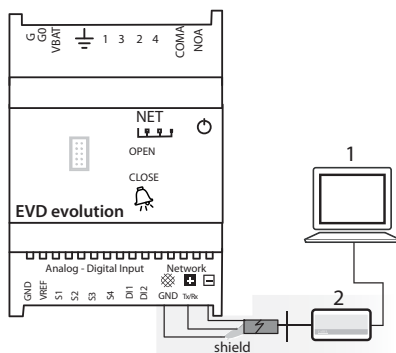 G G0 VBAT 1 3 2 4 COMA NOA
NET
OPEN
CLOSE
EVD evolution
Analog - Digital Input Network
GND VREF S1 S2 S3 S4 DI1 DI2 GND Tx/Rx
shield
1
2